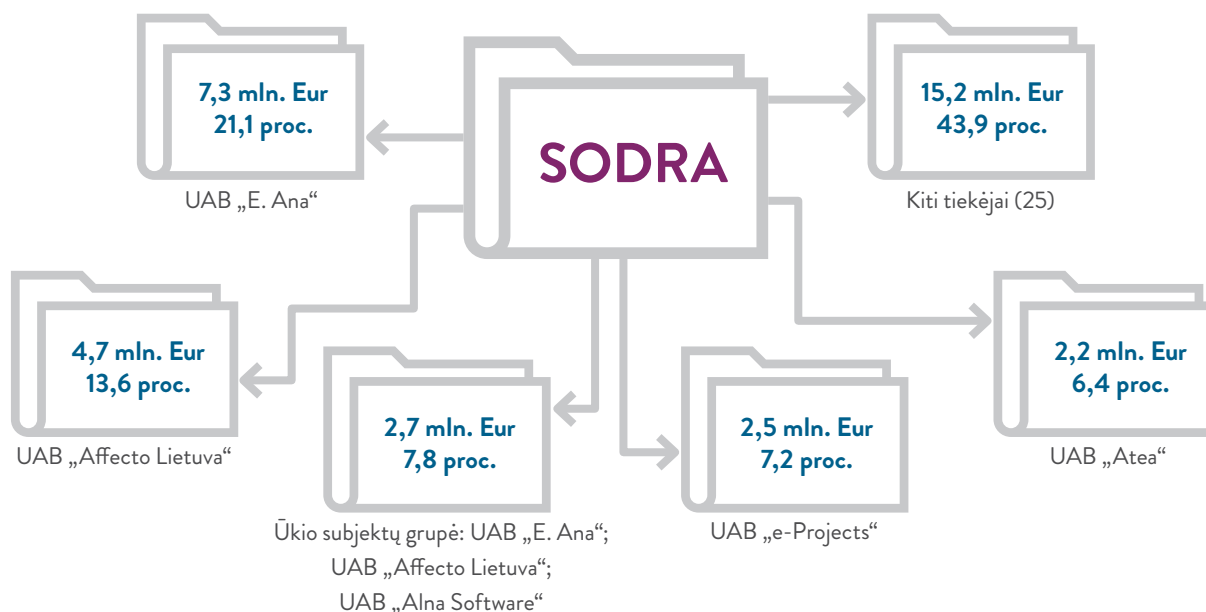 SODRA
7,3 mln. Eur
21,1 proc.
UAB „E. Ana“
15,2 mln. Eur
43,9 proc.
Kiti tiekėjai (25)
4,7 mln. Eur
13,6 proc.
UAB „Affecto Lietuva“
2,7 mln. Eur
7,8 proc.
Ūkio subjektų grupė: UAB „E. Ana“;
UAB „Affecto Lietuva“;
UAB „Alna Software“
2,5 mln. Eur
7,2 proc.
UAB „e-Projects“
2,2 mln. Eur
6,4 proc.
UAB „Atea“